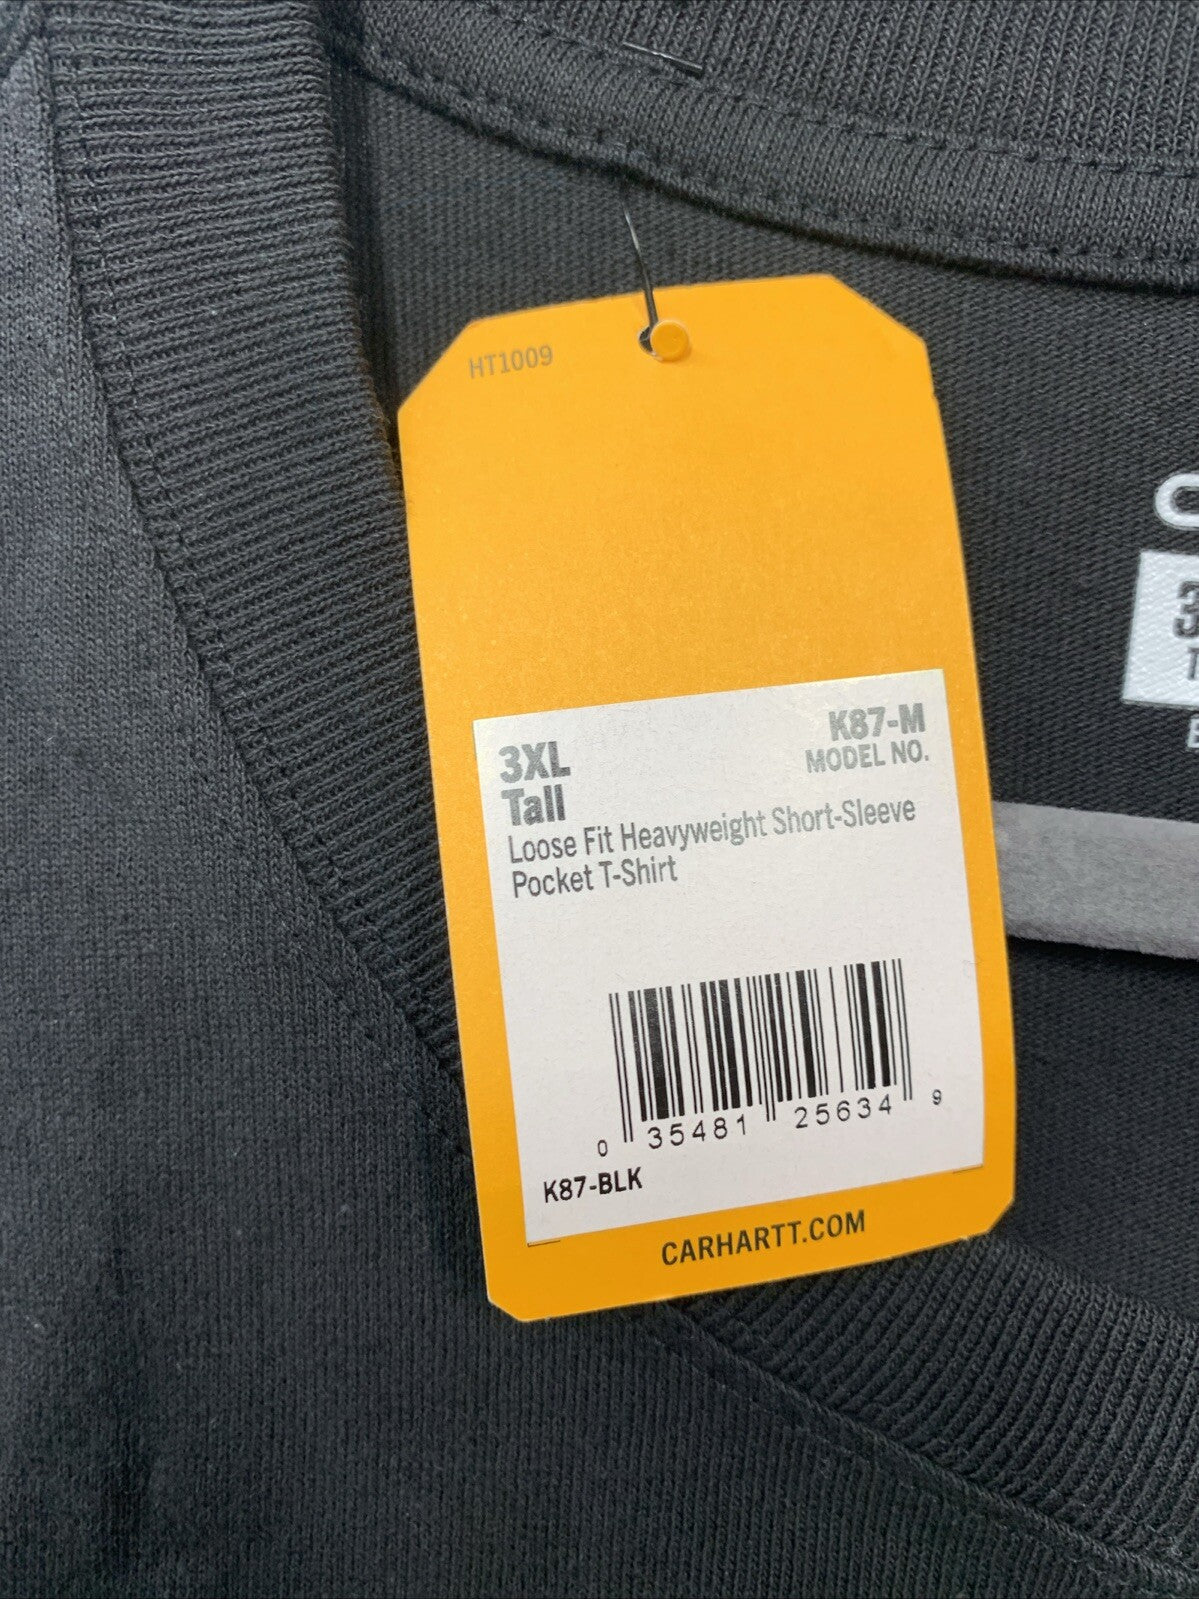 HT1009
3XL
Tall
K87-M
MODEL NO.
Loose Fit Heavyweight Short-Sleeve
Pocket T-Shirt
0 35481 25634 9
K87-BLK
CARHARTT.COM
C
3